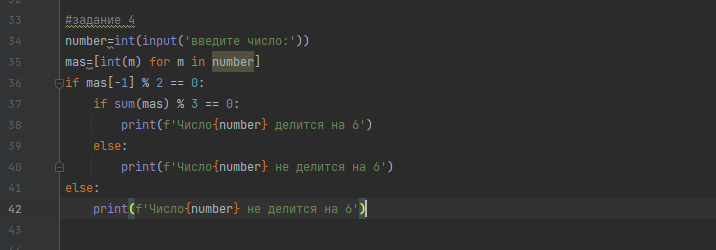 33 #задание 4
34 number=int(input('введите число:'))
35 mas=[int(m) for m in number]
36 if mas[-1] % 2 == 0:
37 if sum(mas) % 3 == 0:
38 print(f'Число{number} делится на 6')
39 else:
40 print(f'Число{number} не делится на 6')
41 else:
42 print(f'Число{number} не делится на 6')
43